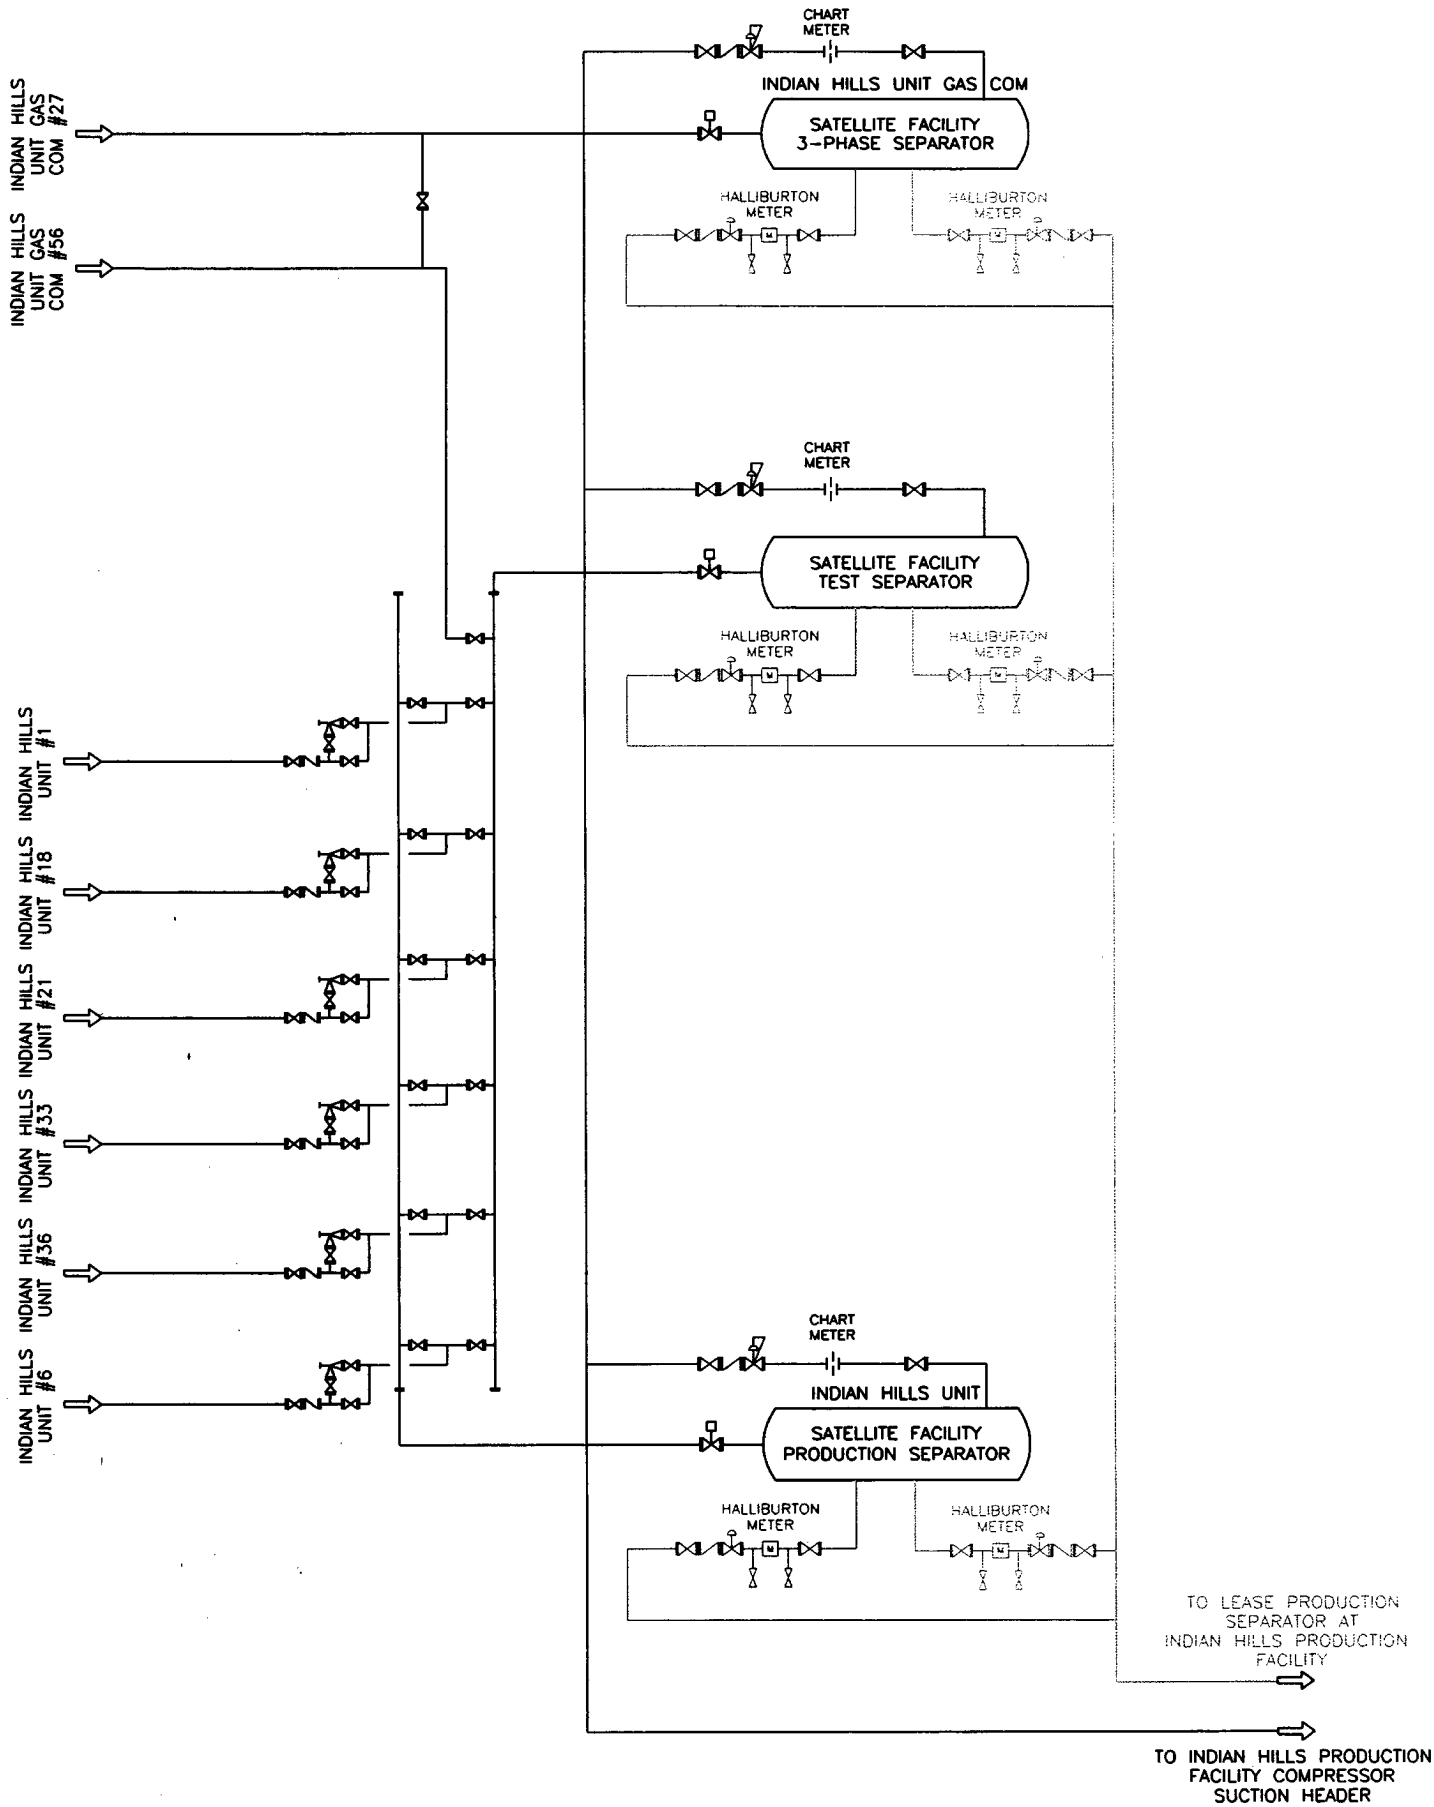 CHART
METER
INDIAN HILLS UNIT GAS COM
SATELLITE FACILITY
3-PHASE SEPARATOR
INDIAN HILLS
UNIT GAS
COM #27
HALLIBURTON
METER
M
HALLIBURTON
METER
M
INDIAN HILLS
UNIT GAS
COM #56
CHART
METER
SATELLITE FACILITY
TEST SEPARATOR
HALLIBURTON
METER
M
HALLIBURTON
METER
M
INDIAN HILLS
UNIT #1
INDIAN HILLS
UNIT #18
INDIAN HILLS
UNIT #21
INDIAN HILLS
UNIT #33
INDIAN HILLS
UNIT #36
INDIAN HILLS
UNIT #6
CHART
METER
INDIAN HILLS UNIT
SATELLITE FACILITY
PRODUCTION SEPARATOR
HALLIBURTON
METER
M
HALLIBURTON
METER
M
TO LEASE PRODUCTION
SEPARATOR AT
INDIAN HILLS PRODUCTION
FACILITY
TO INDIAN HILLS PRODUCTION
FACILITY COMPRESSOR
SUCTION HEADER